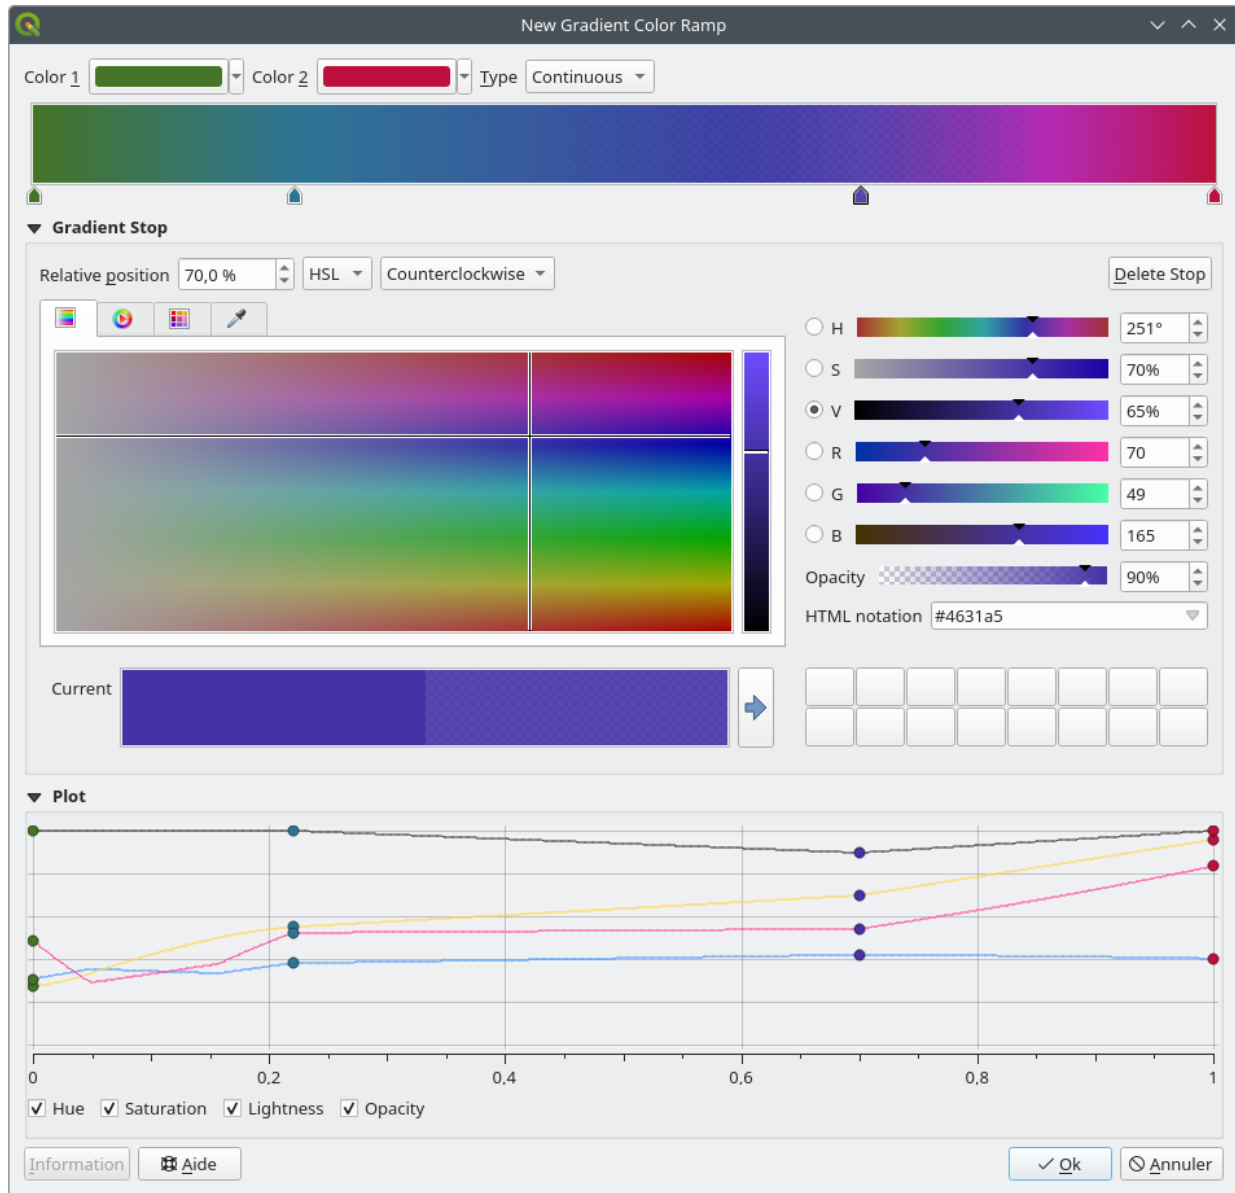 New Gradient Color Ramp
Color 1 Color 2 Type Continuous
Gradient Stop
Relative position 70,0 % HSL Counterclockwise Delete Stop
H 251°
S 70%
V 65%
R 70
G 49
B 165
Opacity 90%
HTML notation #4631a5
Current
Plot
0 0,2 0,4 0,6 0,8 1
Hue Saturation Lightness Opacity
Information Aide Ok Annuler